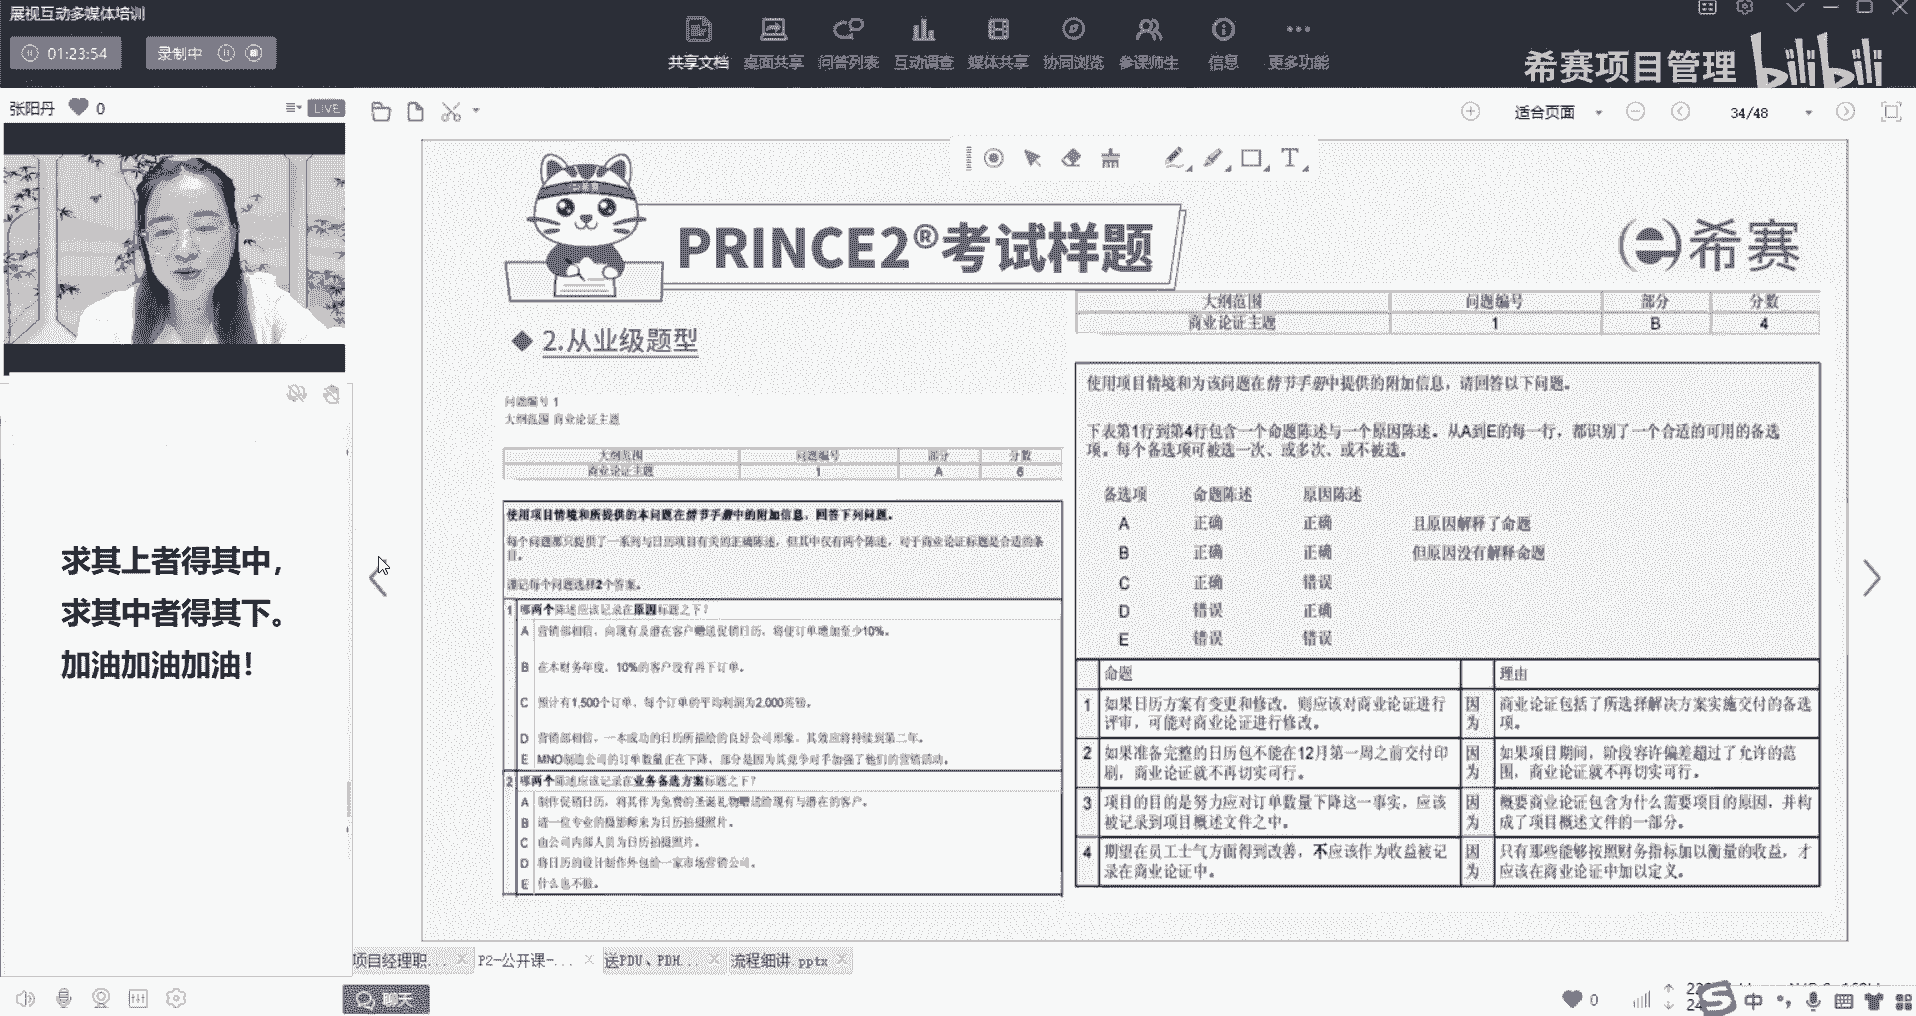 展视互动多媒体培训
01:23:54
录制中
共享文档
桌面共享
问答列表
互动调查
媒体共享
协同浏览
参课师生
信息
更多功能
希赛项目管理
bilibili
张阳丹
0
LIVE
适合页面
34/48
PRINCE2®考试样题
希赛
2.从业级题型
问题编号 1
大纲范围 商业论证主题
大纲范围 问题编号 部分 分数
商业论证主题 1 A 6
使用项目情境和所提供的本问题在情节手册中的附加信息，回答下列问题。
每个问题都只提供了一系列与日历项目有关的正确陈述，但其中仅有两个陈述，对于商业论证标题是合适的条
目。
谨记每个问题选择2个答案。
1 哪两个陈述应该记录在原因标题之下？
A 营销部相信，向现有及潜在客户赠送促销日历，将使订单增加至少10%。
B 在本财务年度，10%的客户没有再下订单。
C 预计有1,500个订单，每个订单的平均利润为2,000英镑。
D 营销部相信，一本成功的日历所描绘的良好公司形象，其效应将持续到第二年。
E MNO制造公司的订单数量正在下降，部分是因为其竞争对手加强了他们的营销活动。
2 哪两个陈述应该记录在业务备选方案标题之下？
A 制作促销日历，将其作为免费的圣诞礼物赠送给现有与潜在的客户。
B 请一位专业的摄影师来为日历拍摄照片。
C 由公司内部人员为日历拍摄照片。
D 将日历的设计制作外包给一家市场营销公司。
E 什么也不做。
大纲范围 问题编号 部分 分数
商业论证主题 1 B 4
使用项目情境和为该问题在情节手册中提供的附加信息，请回答以下问题。
下表第1行到第4行包含一个命题陈述与一个原因陈述。从A到E的每一行，都识别了一个合适的可用的备选
项。每个备选项可被选一次、或多次、或不被选。
备选项 命题陈述 原因陈述
A 正确 正确 且原因解释了命题
B 正确 正确 但原因没有解释命题
C 正确 错误
D 错误 正确
E 错误 错误
命题 理由
1 如果日历方案有变更和修改，则应该对商业论证进行
评审，可能对商业论证进行修改。
因为
商业论证包括了所选择解决方案实施交付的备选
项。
2 如果准备完整的日历包不能在12月第一周之前交付印
刷，商业论证就不再切实可行。
因为
如果项目期间，阶段容许偏差超过了允许的范
围，商业论证就不再切实可行。
3 项目的目的是努力应对订单数量下降这一事实，应该
被记录到项目概述文件之中。
因为
概要商业论证包含为什么需要项目的原因，并构
成了项目概述文件的一部分。
4 期望在员工士气方面得到改善，不应该作为收益被记
录在商业论证中。
因为
只有那些能够按照财务指标加以衡量的收益，才
应该在商业论证中加以定义。
求其上者得其中，
求其中者得其下。
加油加油加油！
项目经理职...
P2-公开课-...
送PDU、PDH...
流程细讲.pptx
聊天
0
中